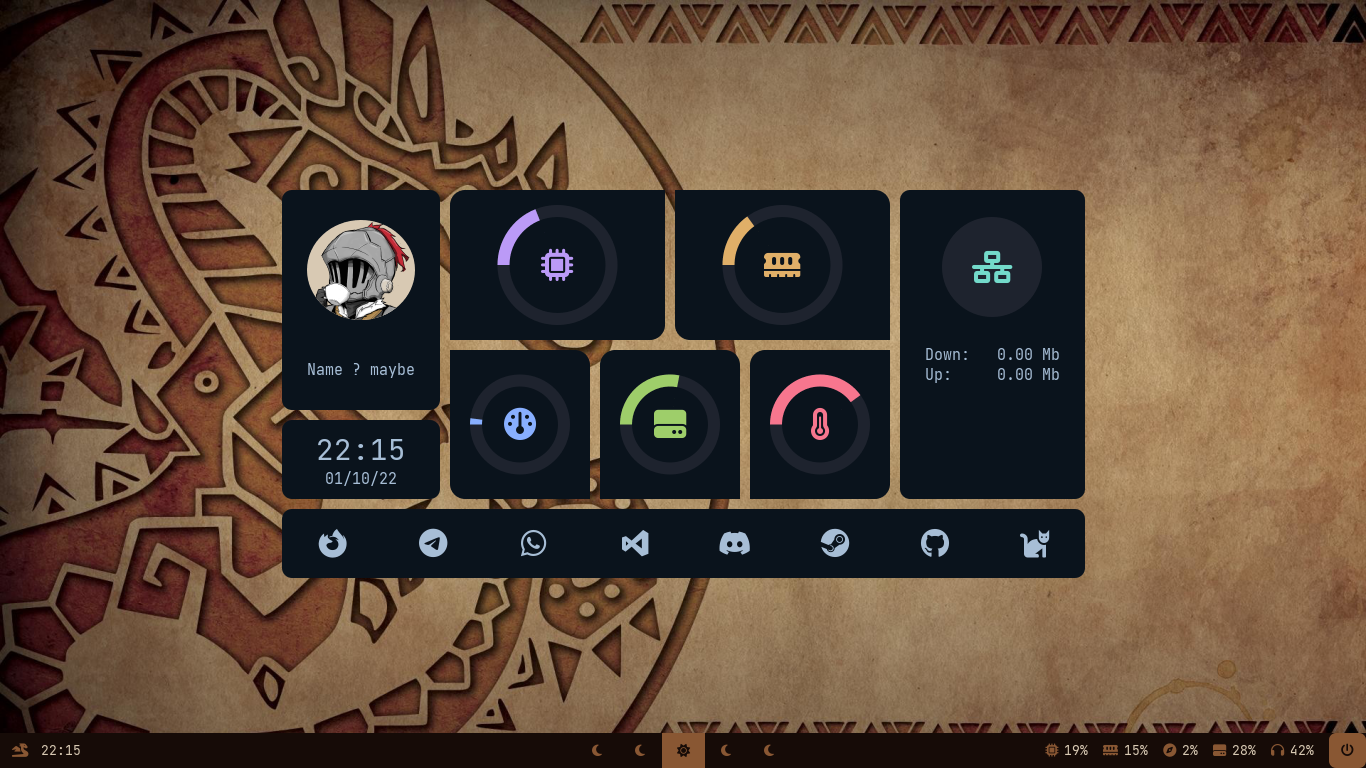 Name ? maybe
22:15
01/10/22
Down: 0.00 Mb
Up: 0.00 Mb
22:15
19% 15% 2% 28% 42%